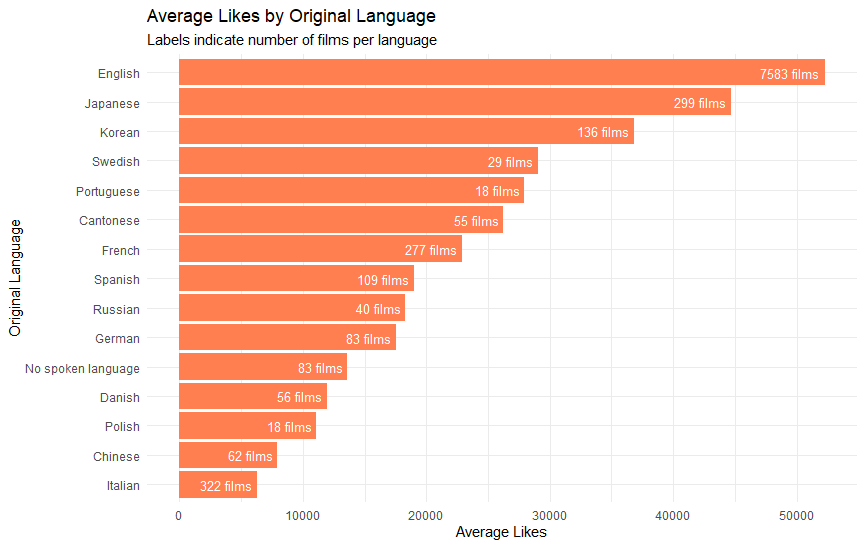 Average Likes by Original Language
Labels indicate number of films per language
English 7583 films
Japanese 299 films
Korean 136 films
Swedish 29 films
Portuguese 18 films
Cantonese 55 films
French 277 films
Spanish 109 films
Russian 40 films
German 83 films
No spoken language 83 films
Danish 56 films
Polish 18 films
Chinese 62 films
Italian 322 films
Original Language
0 10000 20000 30000 40000 50000
Average Likes